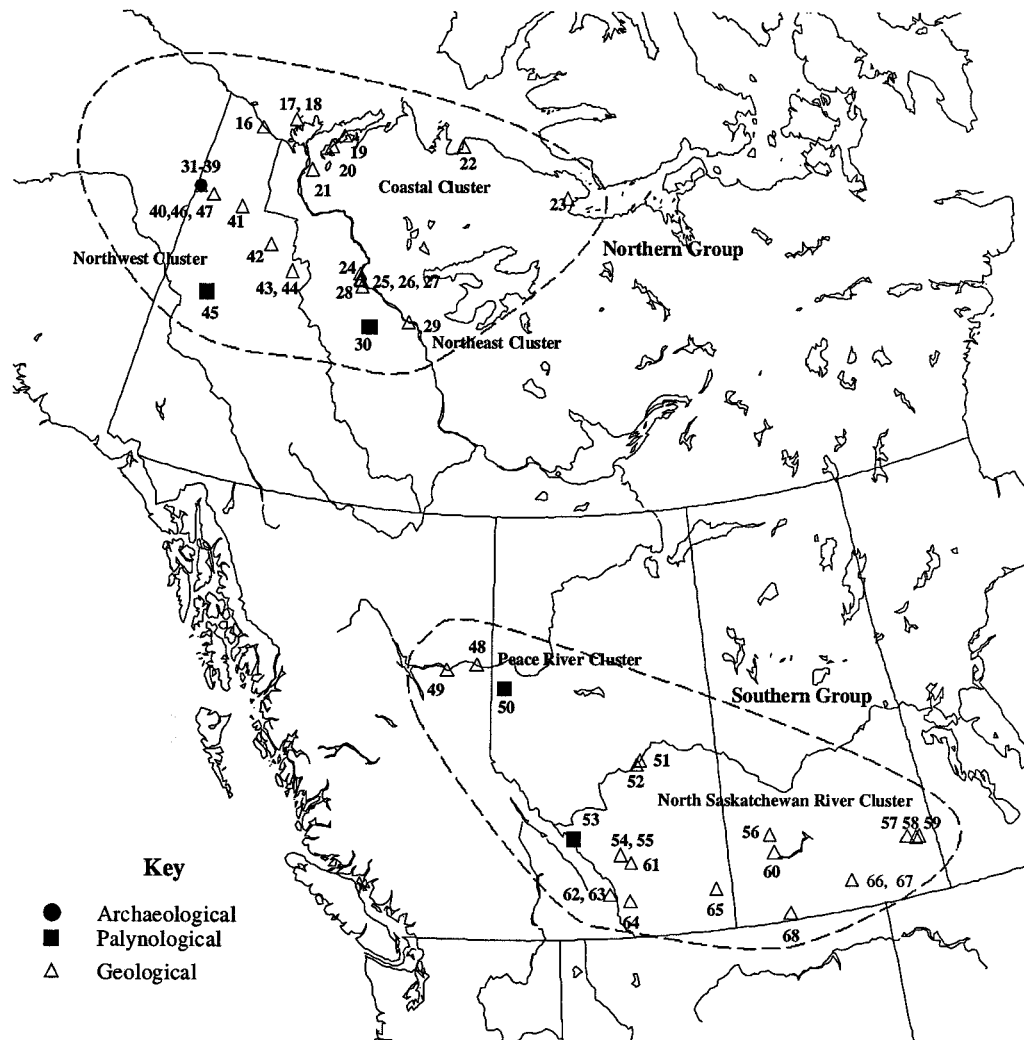 17, 18
16
19
20
22
21
31-39
Coastal Cluster
40,46, 47
41
23
Northern Group
42
Northwest Cluster
24
25, 26, 27
43, 44
28
45
29
30
Northeast Cluster
48
Peace River Cluster
49
50
Southern Group
51
52
North Saskatchewan River Cluster
53
57, 58, 59
56
54, 55
61
60
66, 67
62, 63
65
64
68
Key
Archaeological
Palynological
Geological